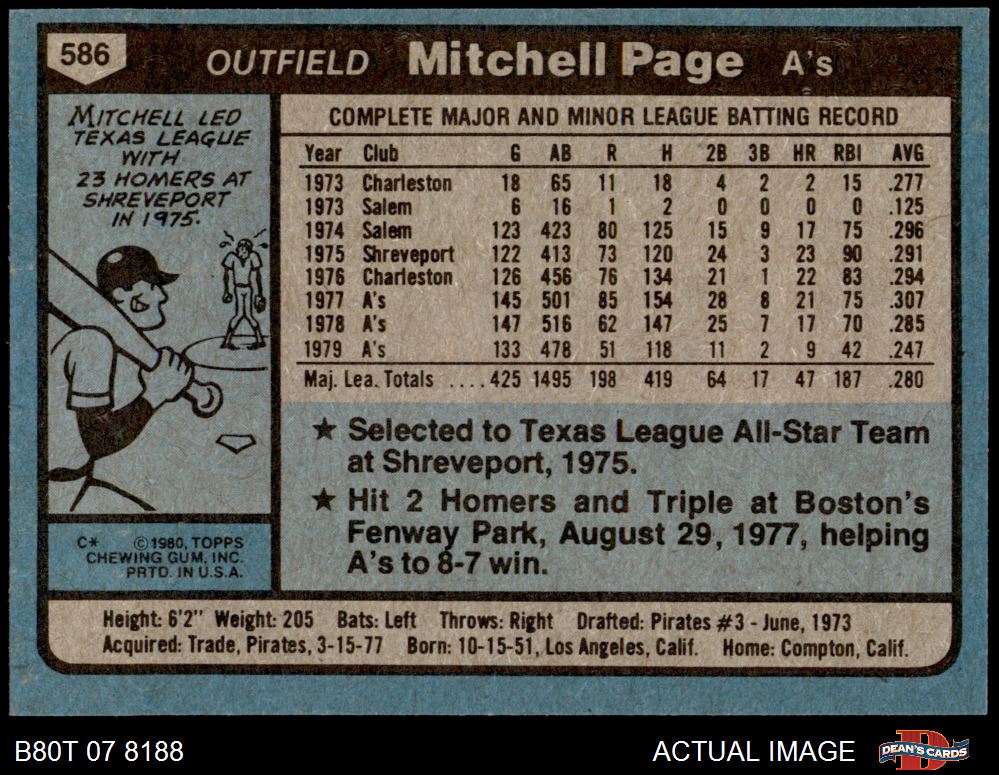 586
OUTFIELD Mitchell Page A's
MITCHELL LED
TEXAS LEAGUE
WITH
23 HOMERS AT
SHREVEPORT
IN 1975.
C* ©1980, TOPPS
CHEWING GUM, INC.
PRTD. IN U.S.A.
COMPLETE MAJOR AND MINOR LEAGUE BATTING RECORD
Year Club G AB R H 2B 3B HR RBI AVG
1973 Charleston 18 65 11 18 4 2 2 15 .277
1973 Salem 6 16 1 2 0 0 0 0 .125
1974 Salem 123 423 80 125 15 9 17 75 .296
1975 Shreveport 122 413 73 120 24 3 23 90 .291
1976 Charleston 126 456 76 134 21 1 22 83 .294
1977 A's 145 501 85 154 28 8 21 75 .307
1978 A's 147 516 62 147 25 7 17 70 .285
1979 A's 133 478 51 118 11 2 9 42 .247
Maj. Lea. Totals ....425 1495 198 419 64 17 47 187 .280
★ Selected to Texas League All-Star Team
at Shreveport, 1975.
★ Hit 2 Homers and Triple at Boston's
Fenway Park, August 29, 1977, helping
A's to 8-7 win.
Height: 6'2" Weight: 205 Bats: Left Throws: Right Drafted: Pirates #3 - June, 1973
Acquired: Trade, Pirates, 3-15-77 Born: 10-15-51, Los Angeles, Calif. Home: Compton, Calif.
B80T 07 8188 ACTUAL IMAGE D DEAN'S CARDS